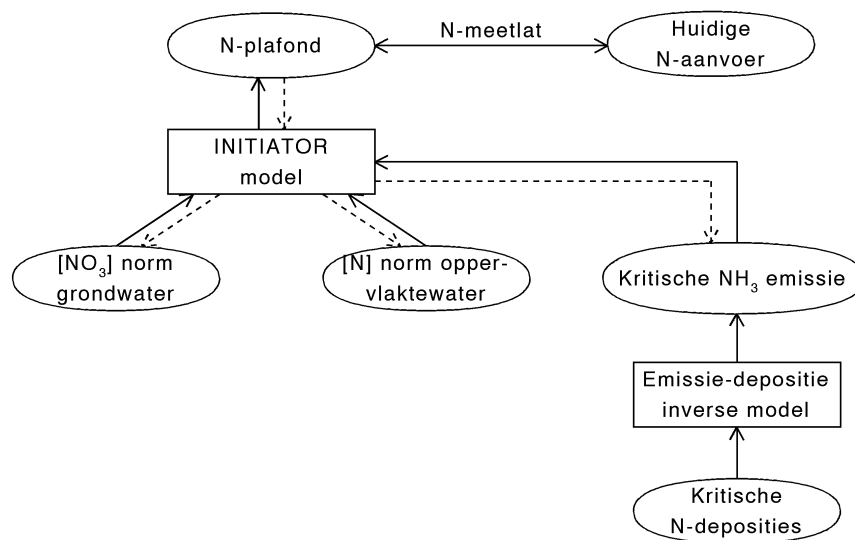 N-plafond
N-meetlat
Huidige
N-aanvoer
INITIATOR
model
[NO₃] norm
grondwater
[N] norm opper-
vlaktewater
Kritische NH₃ emissie
Emissie-depositie
inverse model
Kritische
N-deposities